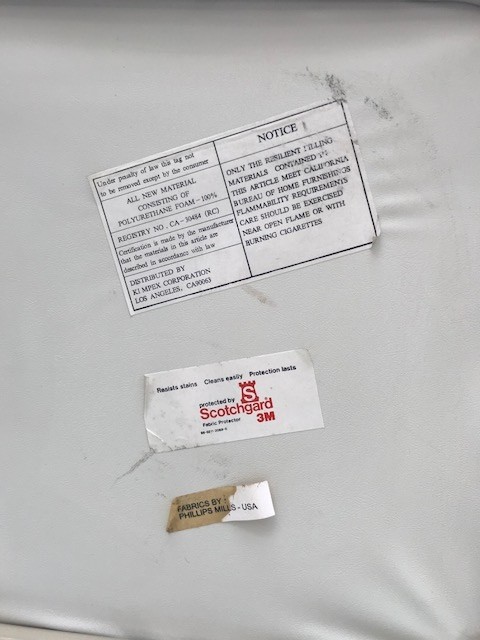 Under penalty of law this tag not
to be removed except by the consumer
ALL NEW MATERIAL
CONSISTING OF
POLYURETHANE FOAM - 100%
REGISTRY NO. CA - 30484 (RC)
Certification is made by the manufacturer
that the materials in this article are
described in accordance with law
DISTRIBUTED BY
KIMPEX CORPORATION
LOS ANGELES, CA90063
NOTICE
ONLY THE RESILIENT FILLING
MATERIALS CONTAINED IN
THIS ARTICLE MEET CALIFORNIA
BUREAU OF HOME FURNISHINGS
FLAMMABILITY REQUIREMENTS
CARE SHOULD BE EXERCISED
NEAR OPEN FLAME OR WITH
BURNING CIGARETTES
Resists stains Cleans easily Protection lasts
protected by
S
Scotchgard
Fabric Protector 3M
FABRICS BY :
PHILLIPS MILLS - USA